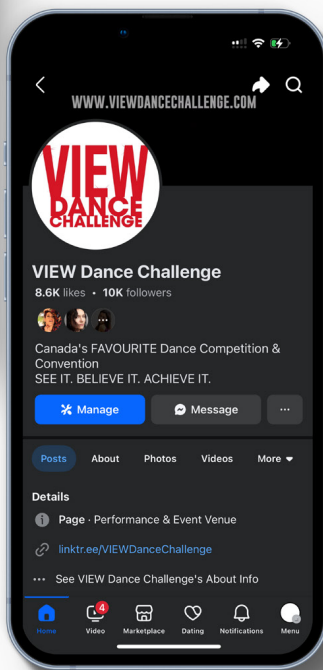 WWW.VIEWDANCECHALLENGE.COM
VIEW
DANCE
CHALLENGE
VIEW Dance Challenge
8.6K likes • 10K followers
Canada's FAVOURITE Dance Competition &
Convention
SEE IT. BELIEVE IT. ACHIEVE IT.
Manage
Message
Posts About Photos Videos More
Details
Page · Performance & Event Venue
linktr.ee/VIEWDanceChallenge
See VIEW Dance Challenge's About Info
4
Home Video Marketplace Dating Notifications Menu